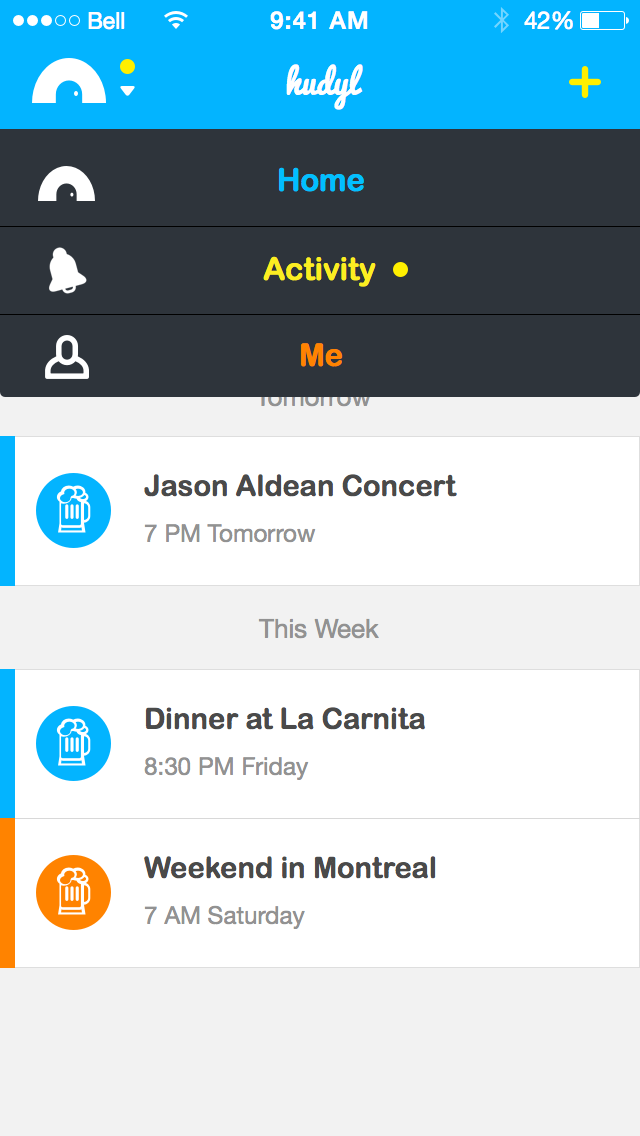 Bell 9:41 AM 42%
hudyl
Home
Activity
Me
Tomorrow
Jason Aldean Concert
7 PM Tomorrow
This Week
Dinner at La Carnita
8:30 PM Friday
Weekend in Montreal
7 AM Saturday